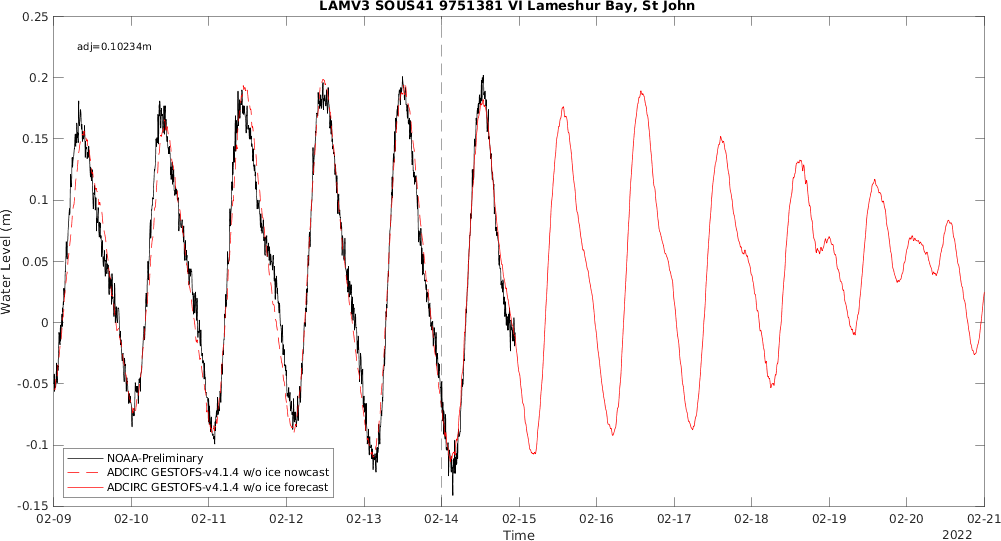 LAMV3 SOUS41 9751381 VI Lameshur Bay, St John
adj=0.10234m
0.25
0.2
0.15
0.1
0.05
0
-0.05
-0.1
-0.15
Water Level (m)
NOAA-Preliminary
ADCIRC GESTOFS-v4.1.4 w/o ice nowcast
ADCIRC GESTOFS-v4.1.4 w/o ice forecast
02-09 02-10 02-11 02-12 02-13 02-14 02-15 02-16 02-17 02-18 02-19 02-20 02-21
Time
2022